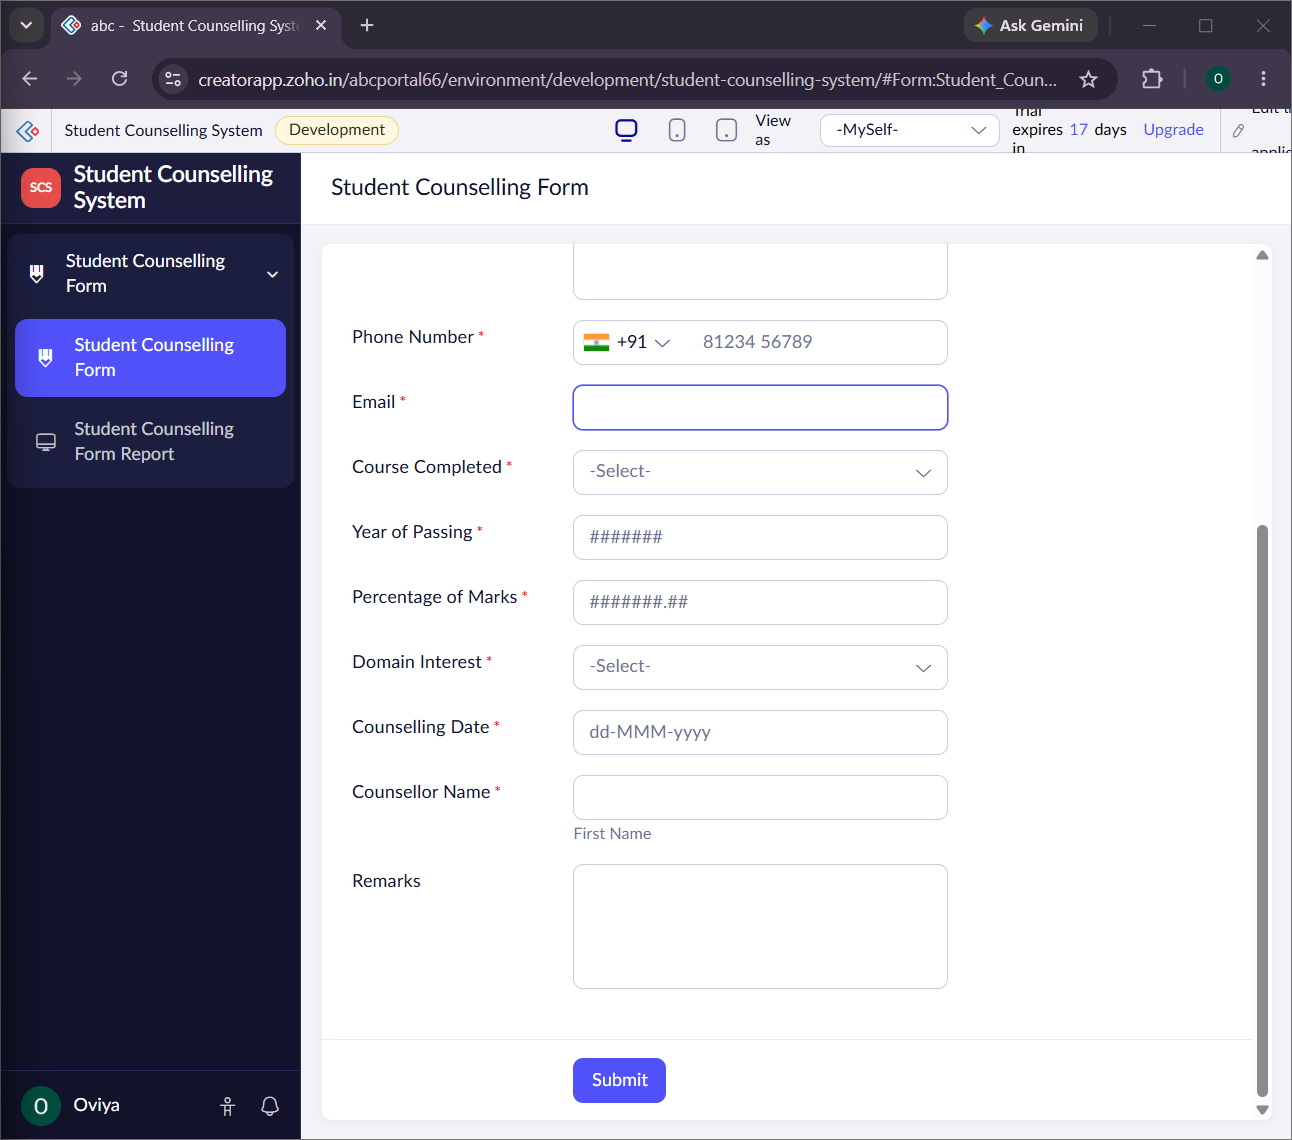 abc - Student Counselling Syste
Ask Gemini
creatorapp.zoho.in/abcportal66/environment/development/student-counselling-system/#Form:Student_Coun...
O
Student Counselling System
Development
View
as
-MySelf-
Trial
expires 17 days
in
Upgrade
SCS
Student Counselling
System
Student Counselling Form
Student Counselling
Form
Student Counselling
Form
Student Counselling
Form Report
Phone Number *
+91
81234 56789
Email *
Course Completed *
-Select-
Year of Passing *
#######
Percentage of Marks *
#######.##
Domain Interest *
-Select-
Counselling Date *
dd-MMM-yyyy
Counsellor Name *
First Name
Remarks
Submit
O
Oviya